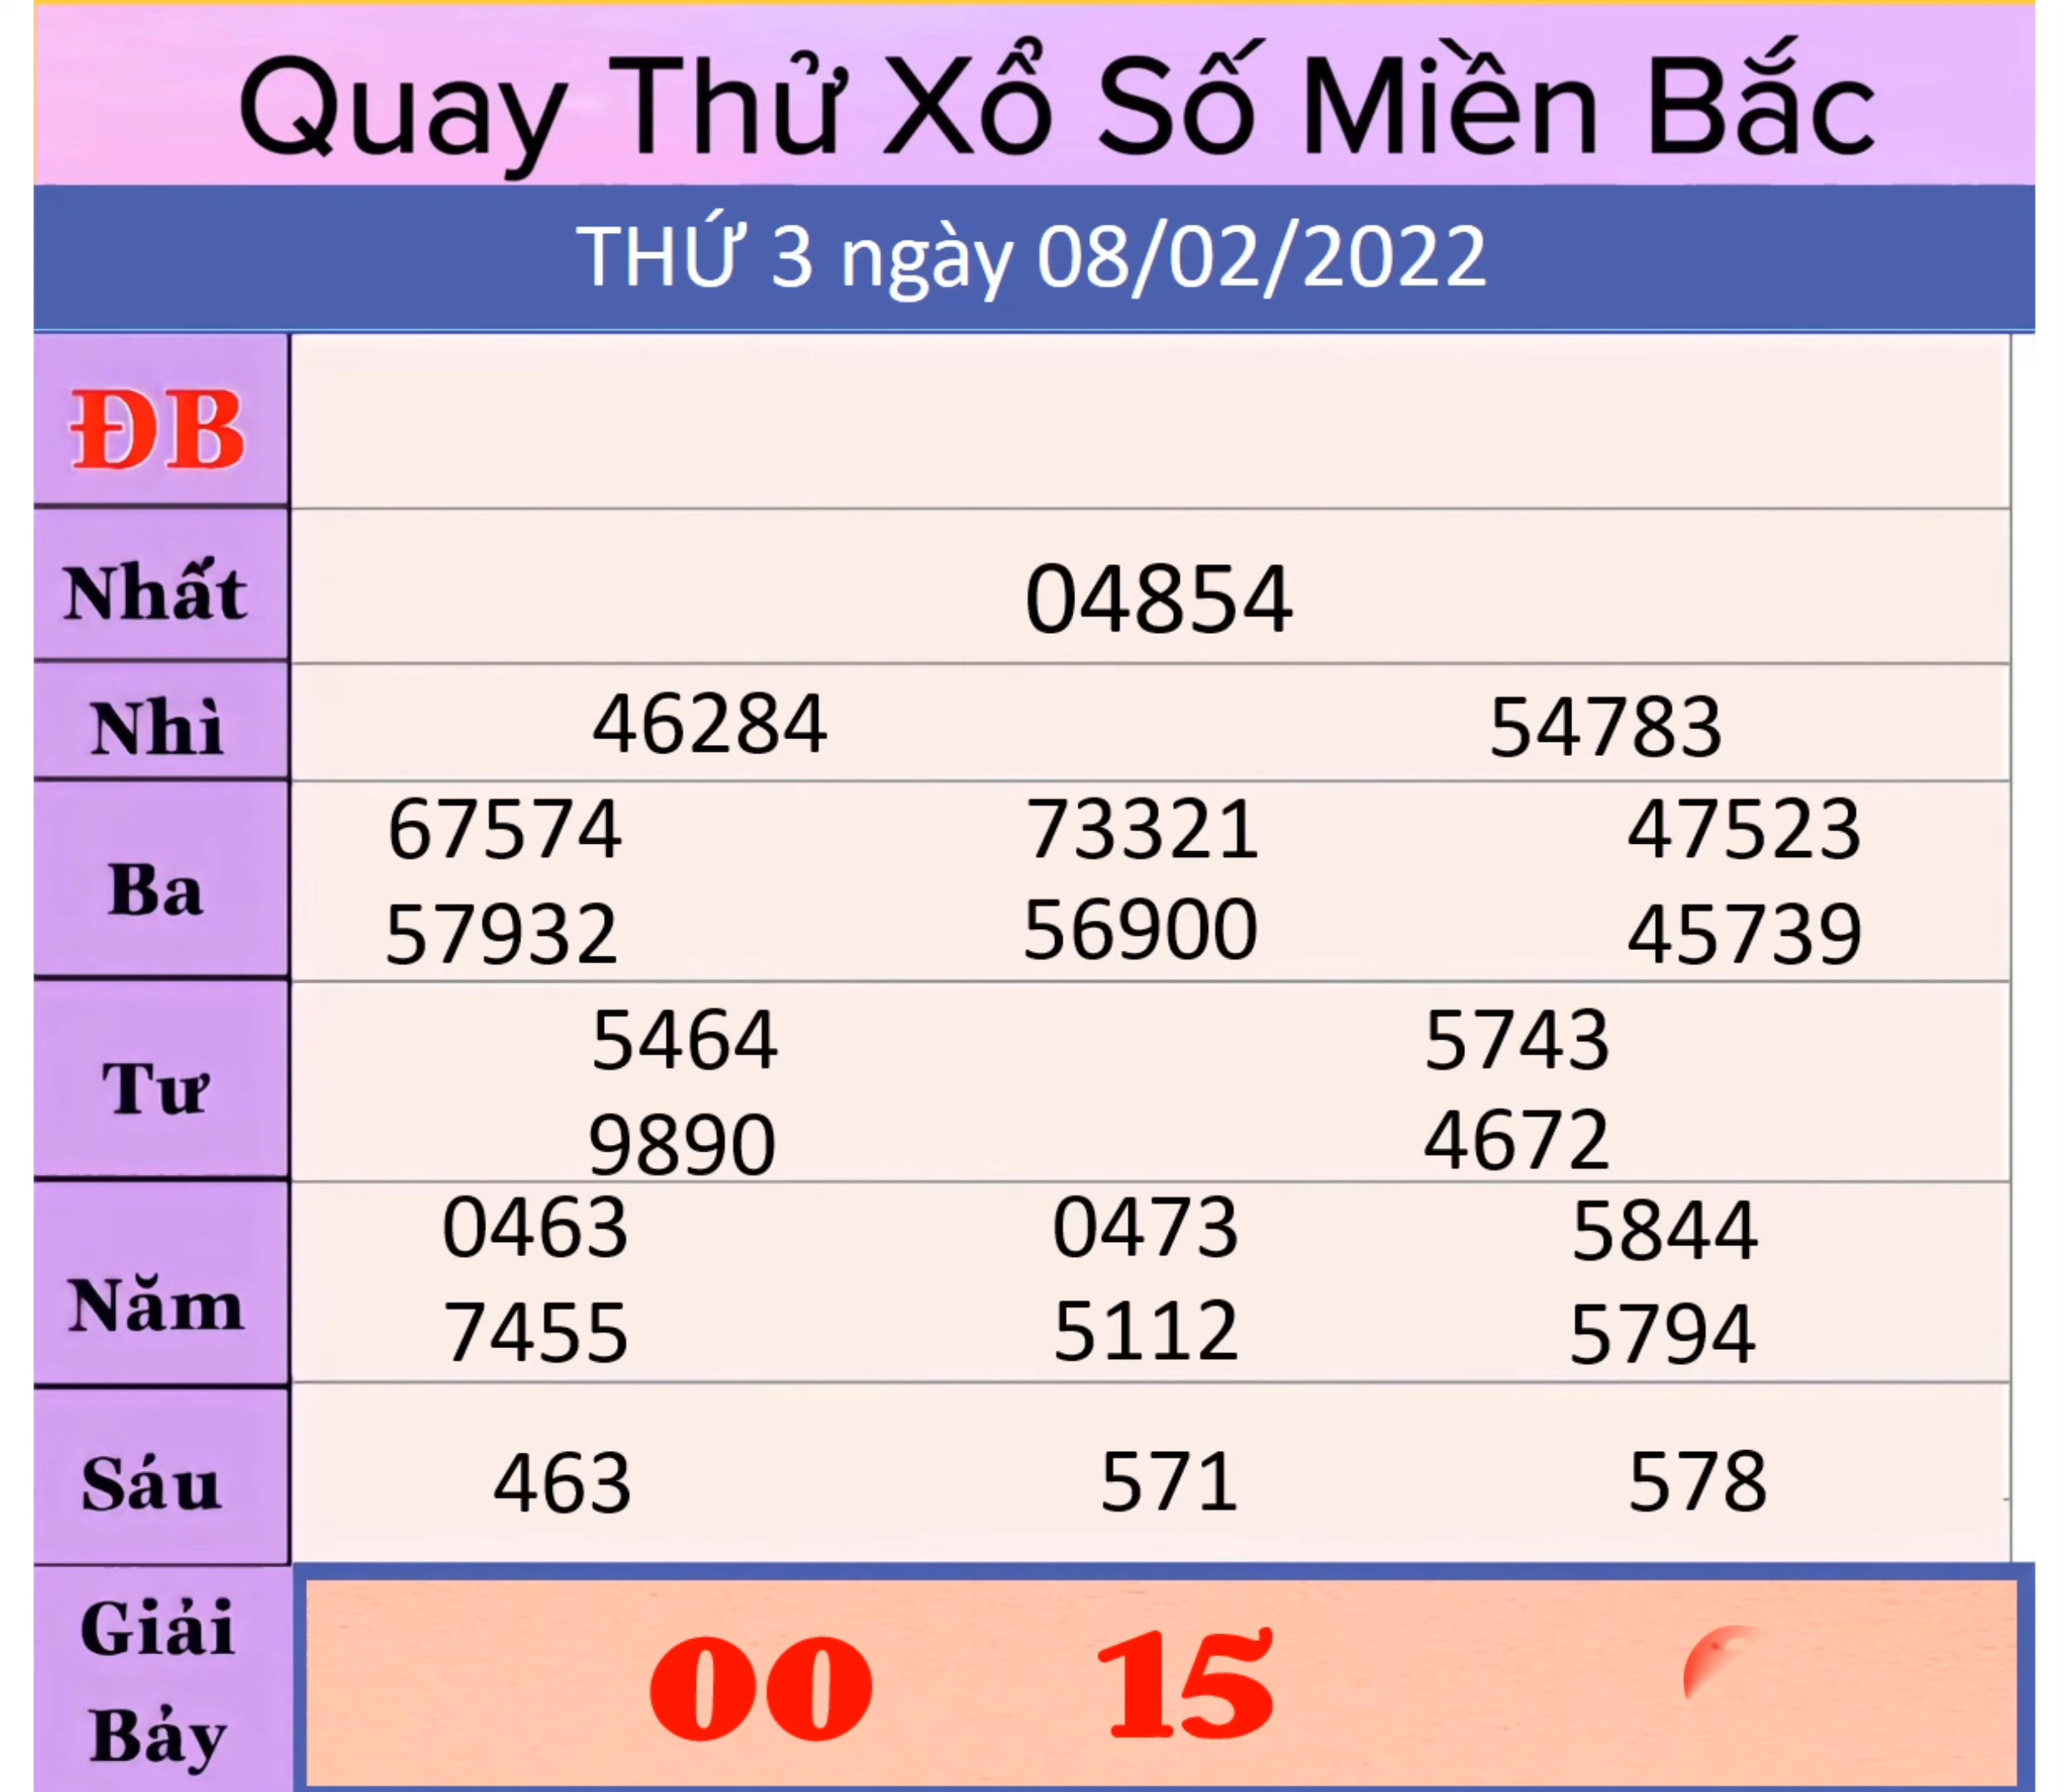 Quay Thử Xổ Số Miền Bắc
THỨ 3 ngày 08/02/2022
ĐB
Nhất 04854
Nhì 46284 54783
Ba 67574 73321 47523
57932 56900 45739
Tư 5464 5743
9890 4672
Năm 0463 0473 5844
7455 5112 5794
Sáu 463 571 578
Giải Bảy 00 15